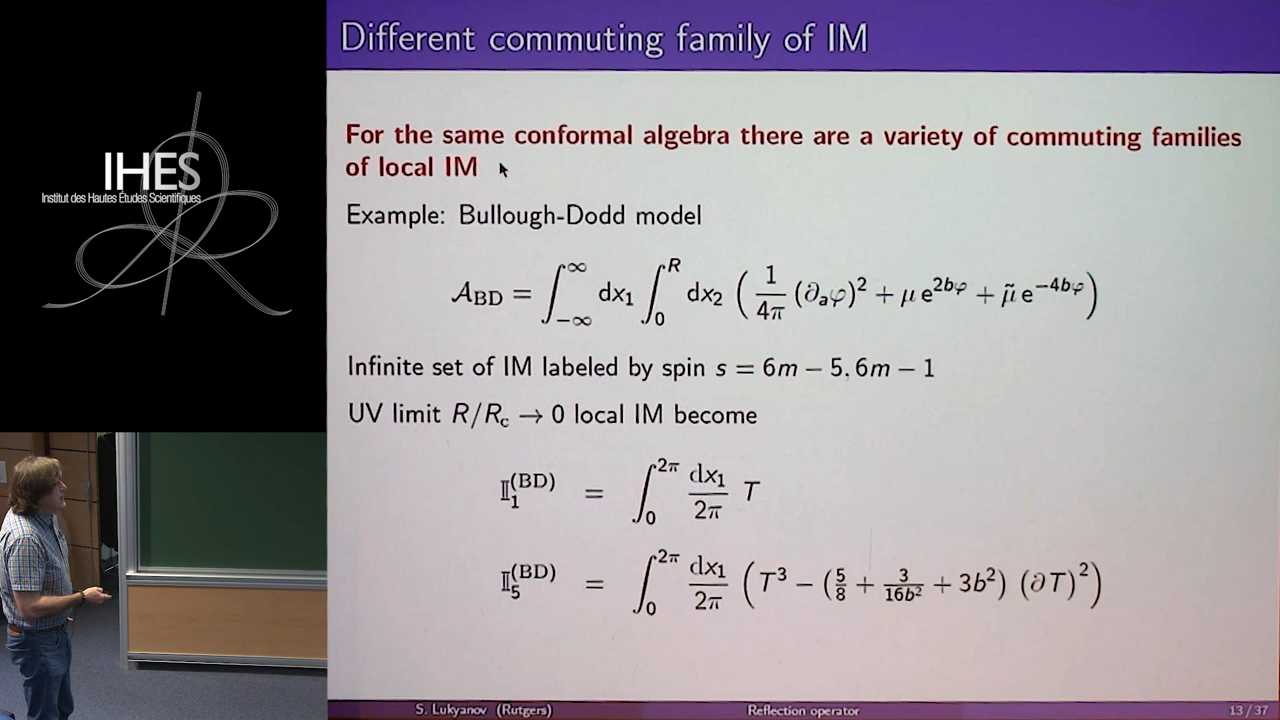 IHES
Institut des Hautes Études Scientifiques
Different commuting family of IM
For the same conformal algebra there are a variety of commuting families
of local IM
Example: Bullough-Dodd model
𝒜_BD = ∫_{−∞}^{∞} dx₁ ∫_0^R dx₂ ( 1/4π (∂ₐφ)² + μ e^{2bφ} + μ̃ e^{−4bφ} )
Infinite set of IM labeled by spin s = 6m − 5, 6m − 1
UV limit R/R_c → 0 local IM become
𝕀₁^(BD) = ∫_0^{2π} dx₁/2π T
𝕀₅^(BD) = ∫_0^{2π} dx₁/2π ( T³ − (5/8 + 3/16b² + 3b²) (∂T)² )
S. Lukyanov (Rutgers) Reflection operator 13 / 37